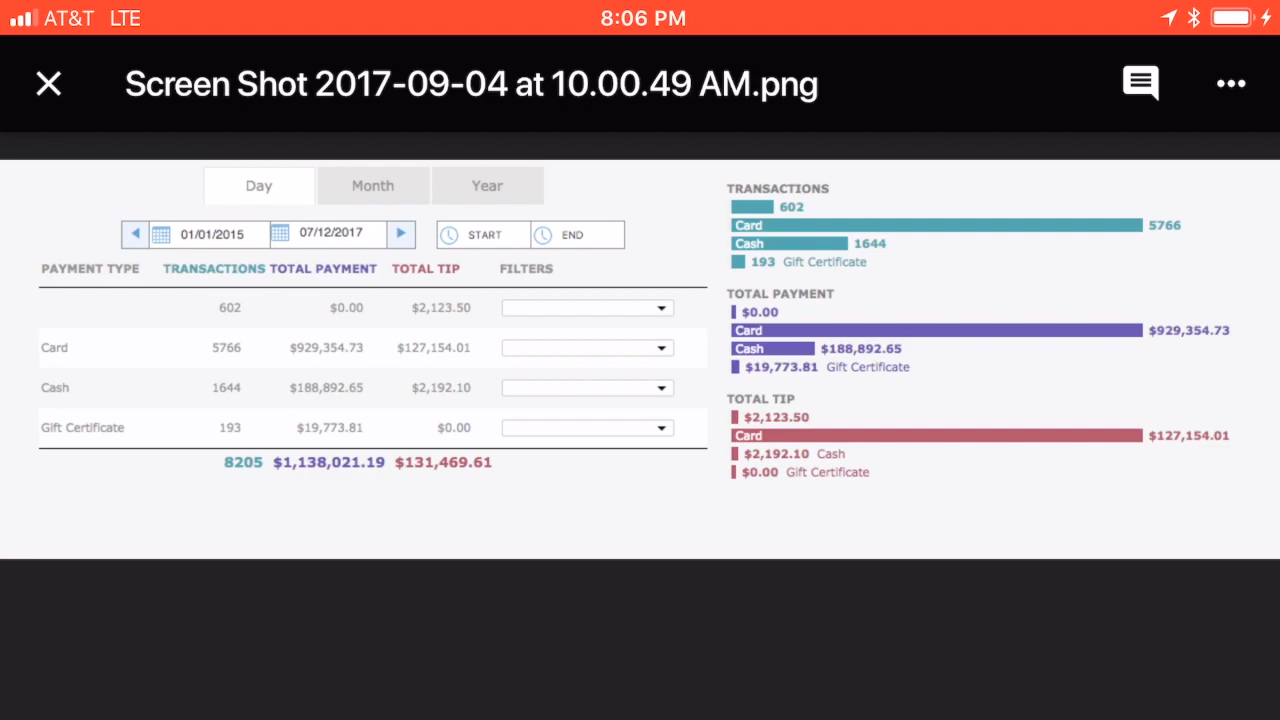 AT&T LTE 8:06 PM
Screen Shot 2017-09-04 at 10.00.49 AM.png
Day Month Year
01/01/2015 07/12/2017 START END
PAYMENT TYPE TRANSACTIONS TOTAL PAYMENT TOTAL TIP FILTERS
602 $0.00 $2,123.50
Card 5766 $929,354.73 $127,154.01
Cash 1644 $188,892.65 $2,192.10
Gift Certificate 193 $19,773.81 $0.00
8205 $1,138,021.19 $131,469.61
TRANSACTIONS
602
Card 5766
Cash 1644
193 Gift Certificate
TOTAL PAYMENT
$0.00
Card $929,354.73
Cash $188,892.65
$19,773.81 Gift Certificate
TOTAL TIP
$2,123.50
Card $127,154.01
$2,192.10 Cash
$0.00 Gift Certificate